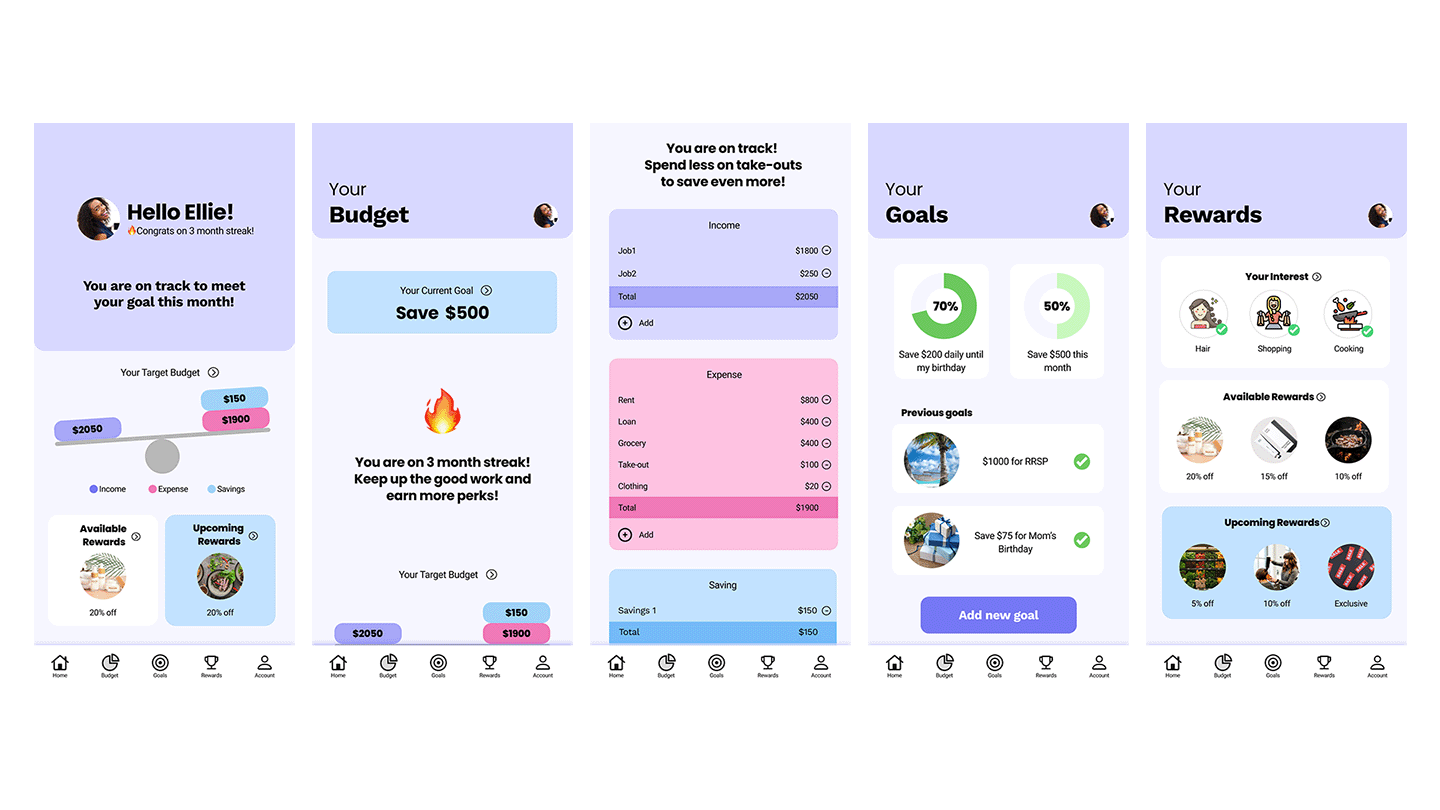 Hello Ellie!
🔥Congrats on 3 month streak!
You are on track to meet
your goal this month!
Your Target Budget
$150
$2050
$1900
Income
Expense
Savings
Available
Rewards
20% off
Upcoming
Rewards
20% off
Home
Budget
Goals
Rewards
Account
Your
Budget
Your Current Goal
Save $500
You are on 3 month streak!
Keep up the good work and
earn more perks!
Your Target Budget
$150
$2050
$1900
Home
Budget
Goals
Rewards
Account
You are on track!
Spend less on take-outs
to save even more!
Income
Job1 $1800
Job2 $250
Total $2050
Add
Expense
Rent $800
Loan $400
Grocery $400
Take-out $100
Clothing $20
Total $1900
Add
Saving
Savings 1 $150
Total $150
Home
Budget
Goals
Rewards
Account
Your
Goals
70%
Save $200 daily until
my birthday
50%
Save $500 this
month
Previous goals
$1000 for RRSP
Save $75 for Mom's
Birthday
Add new goal
Home
Budget
Goals
Rewards
Account
Your
Rewards
Your Interest
Hair
Shopping
Cooking
Available Rewards
20% off
15% off
10% off
Upcoming Rewards
5% off
10% off
Exclusive
Home
Budget
Goals
Rewards
Account